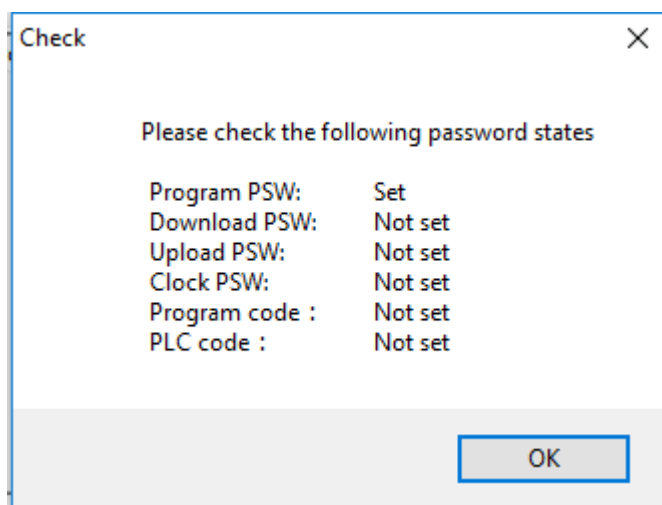 Check
Please check the following password states
Program PSW: Set
Download PSW: Not set
Upload PSW: Not set
Clock PSW: Not set
Program code： Not set
PLC code： Not set
OK